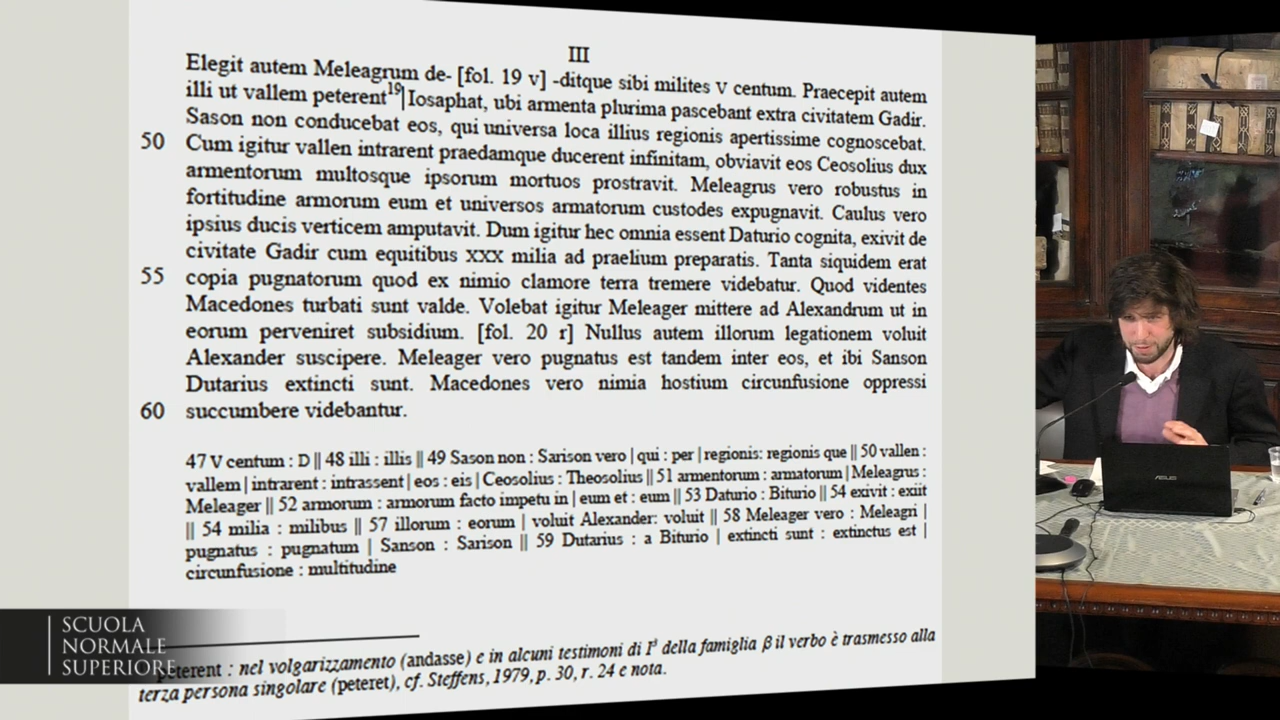 III
Elegit autem Meleagrum de- [fol. 19 v] -ditque sibi milites V centum. Praecepit autem
illi ut vallem peterent19 Iosaphat, ubi armenta plurima pascebant extra civitatem Gadir.
Sason non conducebat eos, qui universa loca illius regionis apertissime cognoscebat.
50 Cum igitur vallen intrarent praedamque ducerent infinitam, obviavit eos Ceosolius dux
armentorum multosque ipsorum mortuos prostravit. Meleagrus vero robustus in
fortitudine armorum eum et universos armatorum custodes expugnavit. Caulus vero
ipsius ducis verticem amputavit. Dum igitur hec omnia essent Daturio cognita, exivit de
civitate Gadir cum equitibus XXX milia ad praelium preparatis. Tanta siquidem erat
55 copia pugnatorum quod ex nimio clamore terra tremere videbatur. Quod videntes
Macedones turbati sunt valde. Volebat igitur Meleager mittere ad Alexandrum ut in
eorum perveniret subsidium. [fol. 20 r] Nullus autem illorum legationem voluit
Alexander suscipere. Meleager vero pugnatus est tandem inter eos, et ibi Sanson
Dutarius extincti sunt. Macedones vero nimia hostium circunfusione oppressi
60 succumbere videbantur.
47 V centum : D || 48 illi : illis || 49 Sason non : Sarison vero | qui : per | regionis: regionis que || 50 vallen :
vallem | intrarent : intrassent | eos : eis | Ceosolius : Theosolius || 51 armentorum : armatorum | Meleagrus :
Meleager || 52 armorum : armorum facto impetu in | eum et : eum || 53 Daturio : Biturio || 54 exivit : exiit
|| 54 milia : milibus || 57 illorum : eorum | voluit Alexander: voluit || 58 Meleager vero : Meleagri |
pugnatus : pugnatum | Sanson : Sarison || 59 Dutarius : a Biturio | extincti sunt : extinctus est |
circunfusione : multitudine
peterent : nel volgarizzamento (andasse) e in alcuni testimoni di I³ della famiglia β il verbo è trasmesso alla
terza persona singolare (peteret), cf. Steffens, 1979, p. 30, r. 24 e nota.
SCUOLA
NORMALE
SUPERIORE
ASUS